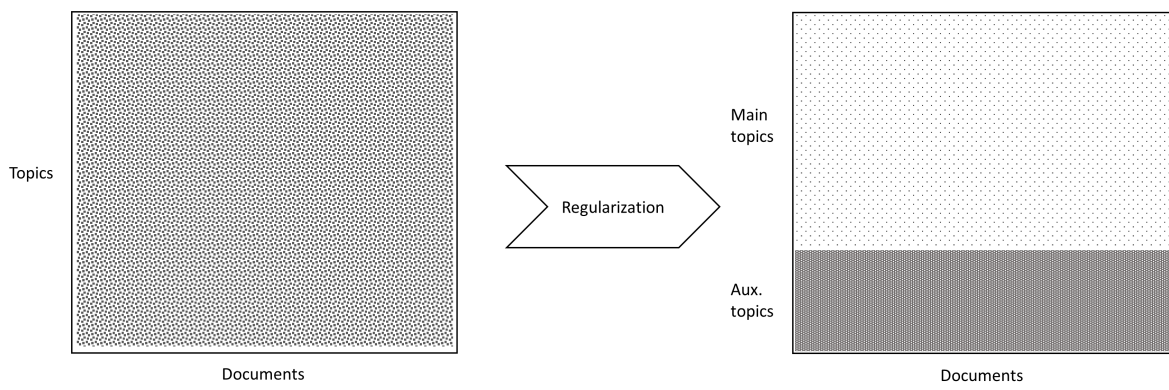 Topics
Documents
Regularization
Main
topics
Aux.
topics
Documents